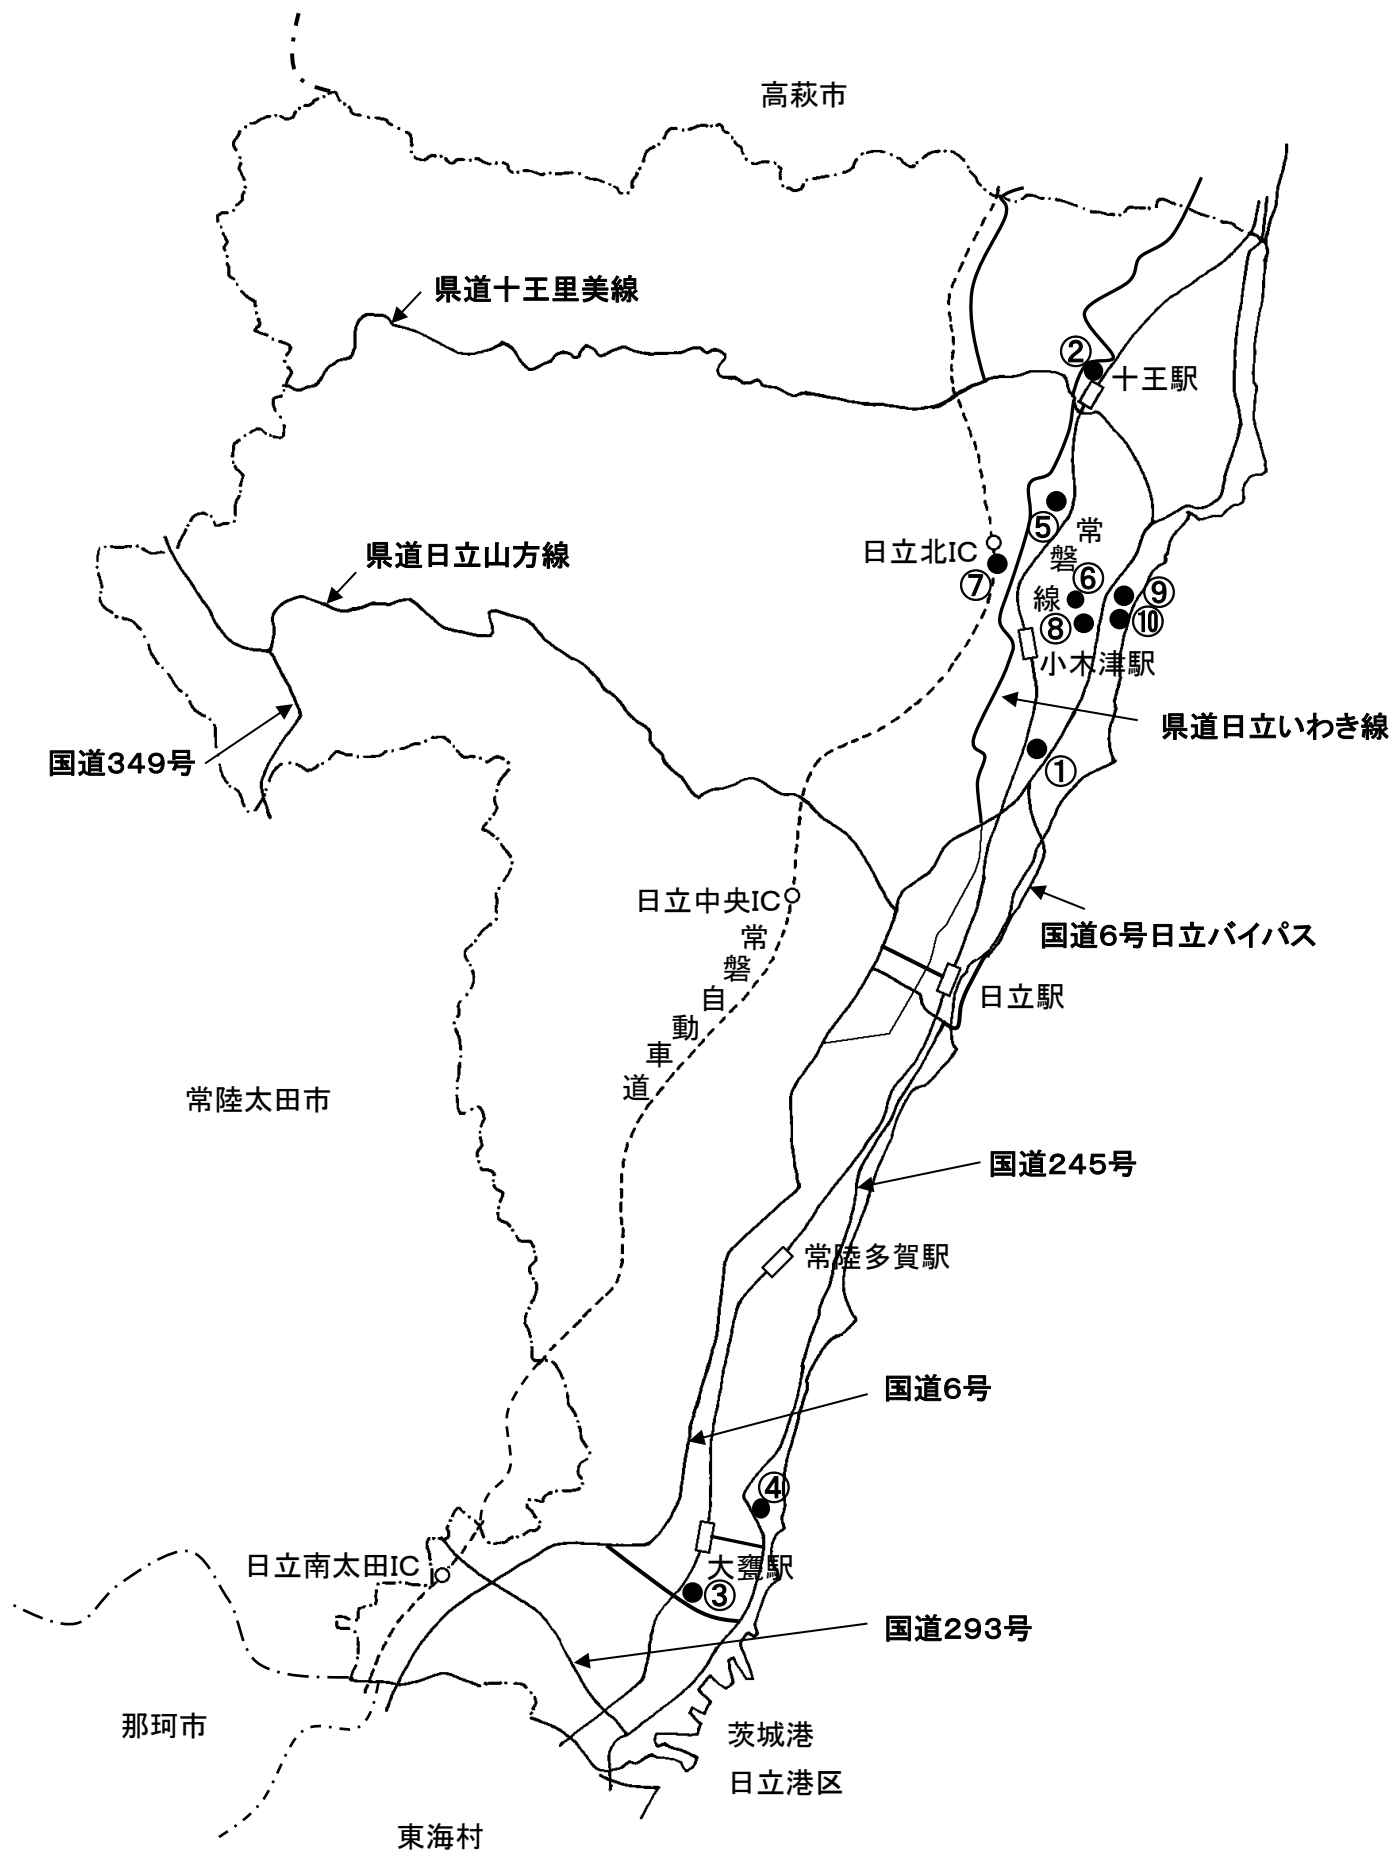 高萩市
県道十王里美線
②
十王駅
⑤
常磐線
日立北IC
⑦
⑥
⑨
⑧
⑩
小木津駅
県道日立山方線
県道日立いわき線
国道349号
①
日立中央IC
常磐自動車道
国道6号日立バイパス
日立駅
常陸太田市
国道245号
常陸多賀駅
国道6号
④
日立南太田IC
大甕駅
③
国道293号
那珂市
茨城港
日立港区
東海村